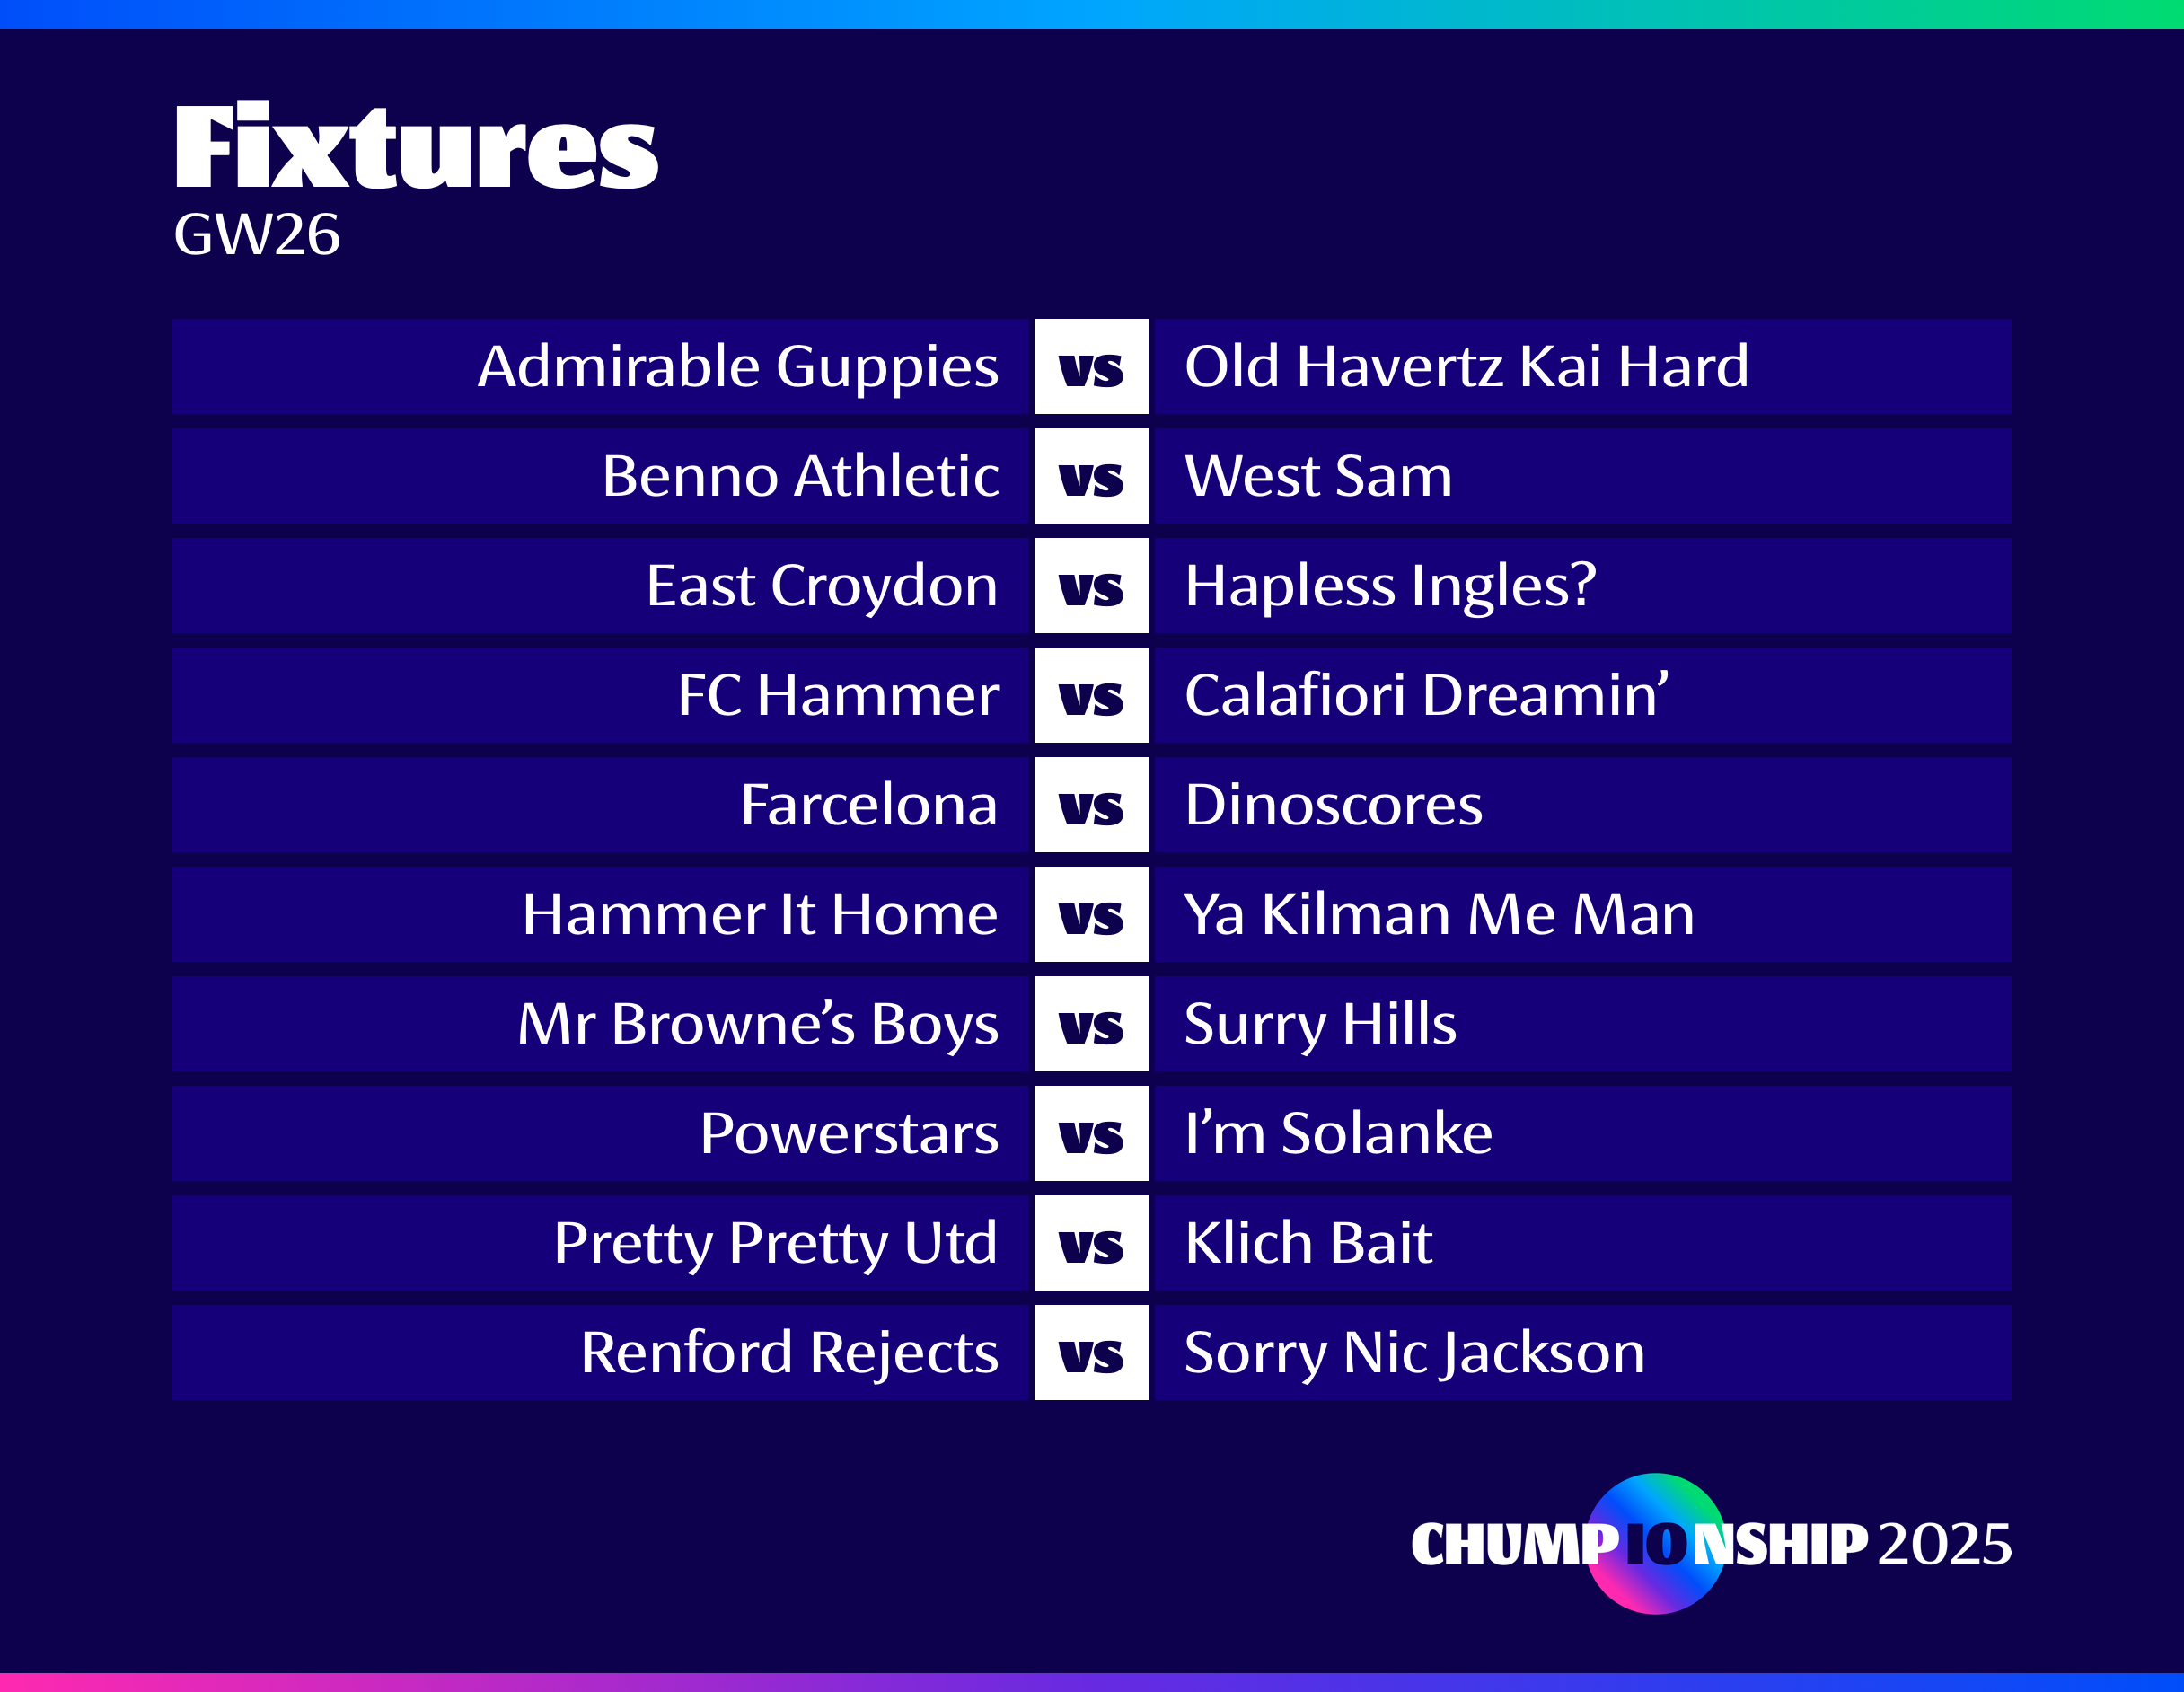 Fixtures
GW26
Admirable Guppies vs Old Havertz Kai Hard
Benno Athletic vs West Sam
East Croydon vs Hapless Ingles?
FC Hammer vs Calafiori Dreamin’
Farcelona vs Dinoscores
Hammer It Home vs Ya Kilman Me Man
Mr Browne’s Boys vs Surry Hills
Powerstars vs I’m Solanke
Pretty Pretty Utd vs Klich Bait
Renford Rejects vs Sorry Nic Jackson
CHUMPIONSHIP 2025